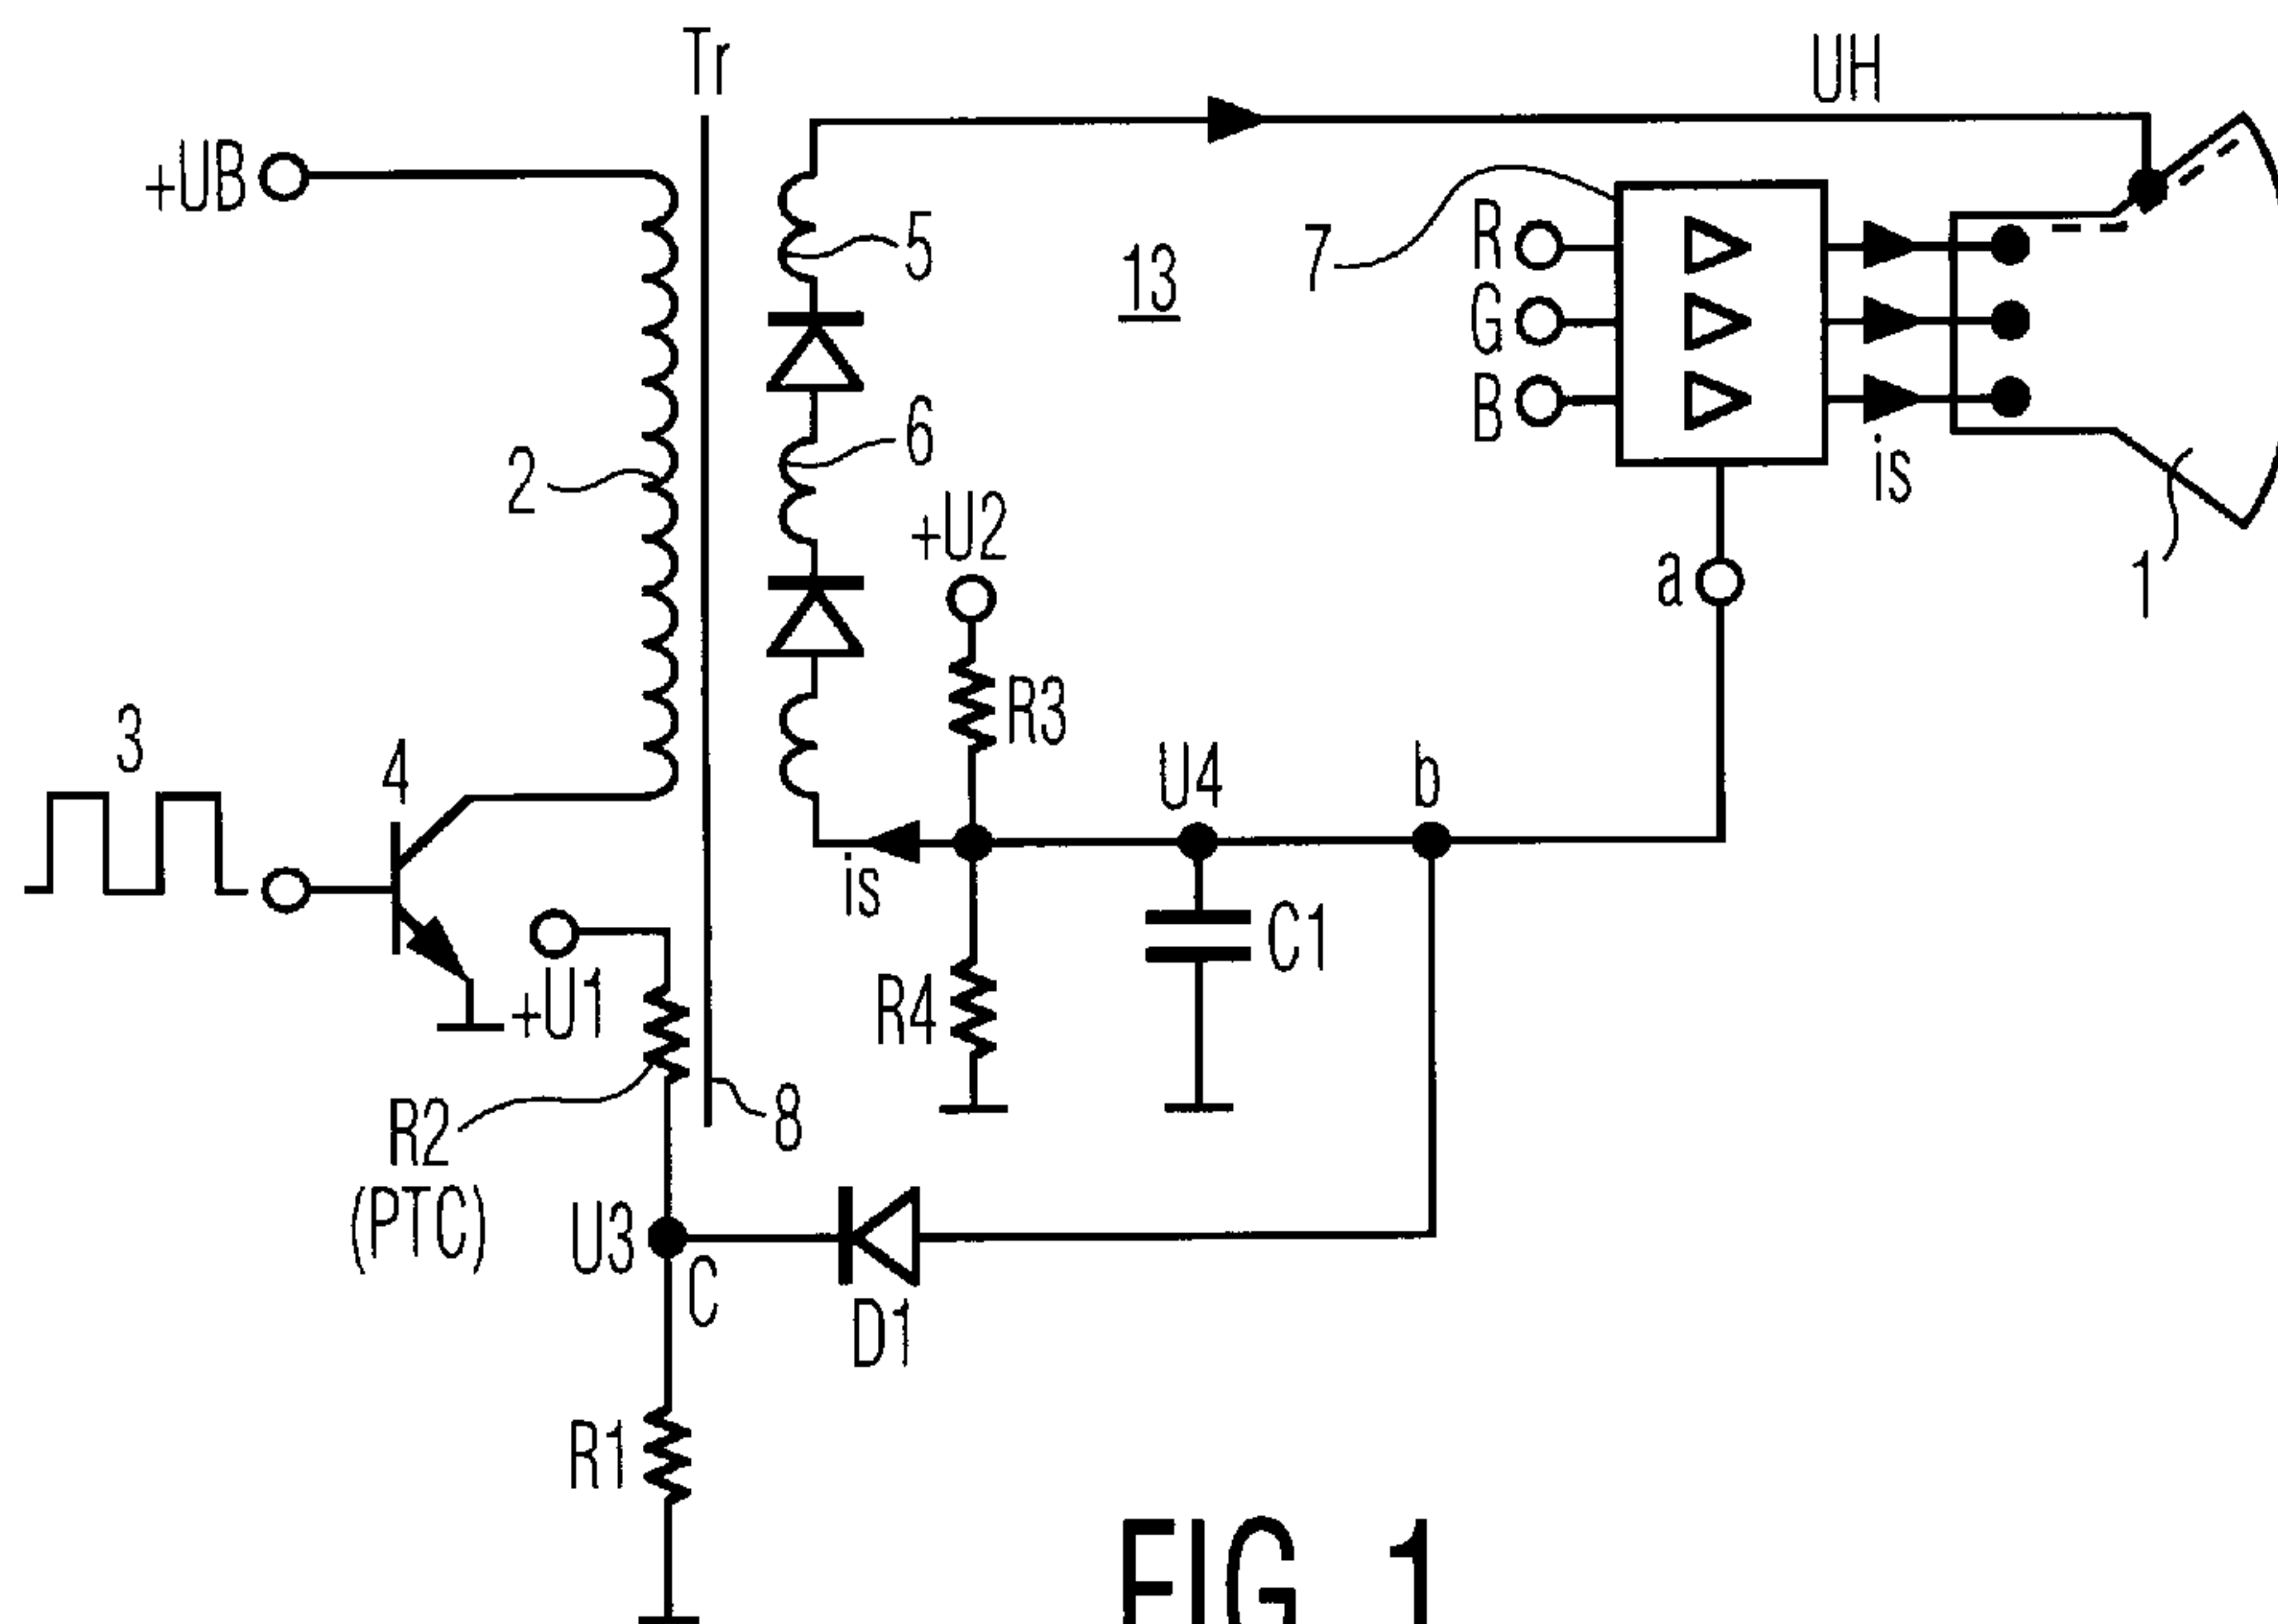 Tr
UH
+UB
5
13
7
R
G
B
6
2
+U2
is
a
1
R3
3
4
U4
b
is
C1
+U1
R4
R2
(PTC)
8
U3
C
D1
R1
FIG 1